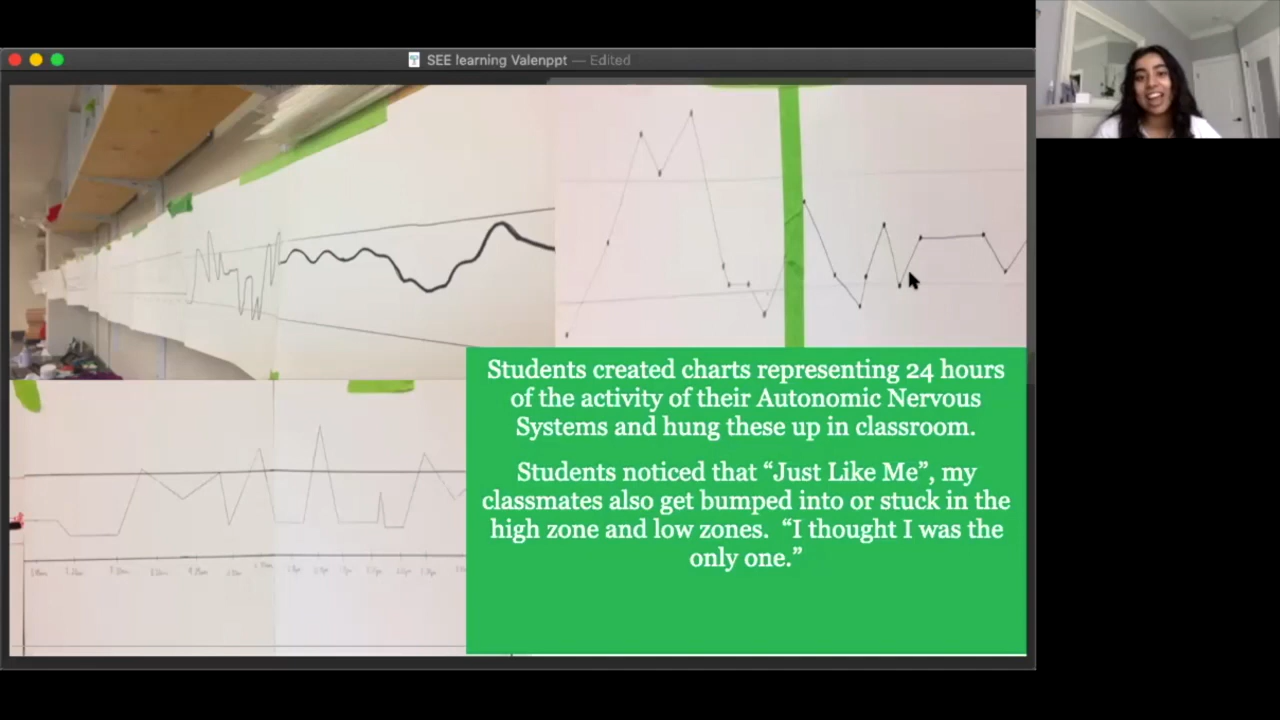 SEE learning Valenppt — Edited
Students created charts representing 24 hours
of the activity of their Autonomic Nervous
Systems and hung these up in classroom.
Students noticed that “Just Like Me”, my
classmates also get bumped into or stuck in the
high zone and low zones.  “I thought I was the
only one.”